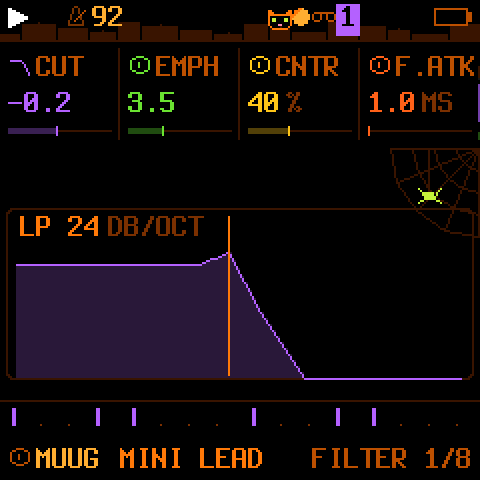 92 1
CUT EMPH CNTR F.ATK
-0.2 3.5 40 % 1.0 MS
LP 24 DB/OCT
MUUG MINI LEAD FILTER 1/8